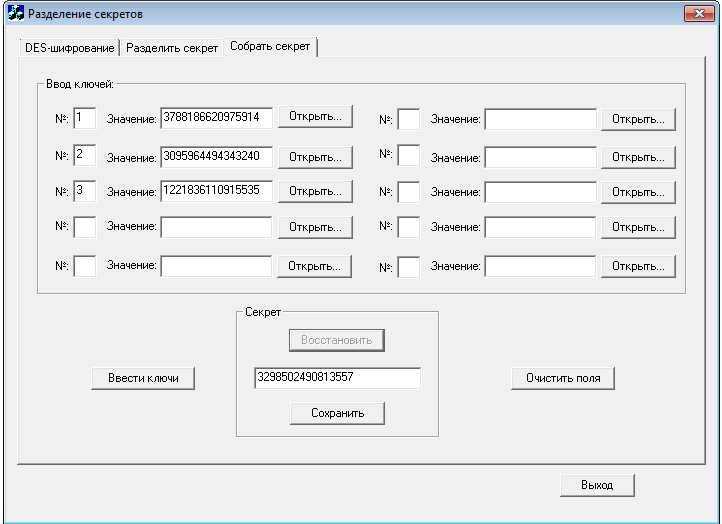 Разделение секретов
DES-шифрование Разделить секрет Собрать секрет
Ввод ключей:
№: 1 Значение: 3788186620975914 Открыть... №: Значение: Открыть...
№: 2 Значение: 3095964494343240 Открыть... №: Значение: Открыть...
№: 3 Значение: 1221836110915535 Открыть... №: Значение: Открыть...
№: Значение: Открыть... №: Значение: Открыть...
№: Значение: Открыть... №: Значение: Открыть...
Секрет
Восстановить
Ввести ключи 3298502490813557 Очистить поля
Сохранить
Выход